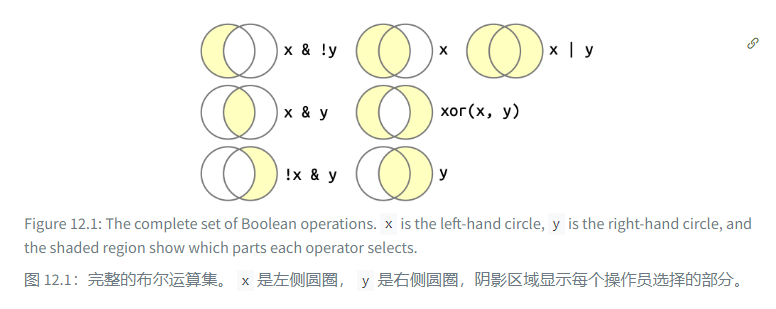 x & !y x x | y
x & y xor(x, y)
!x & y y
Figure 12.1: The complete set of Boolean operations. x is the left-hand circle, y is the right-hand circle, and
the shaded region show which parts each operator selects.
图 12.1：完整的布尔运算集。 x 是左侧圆圈， y 是右侧圆圈，阴影区域显示每个操作员选择的部分。